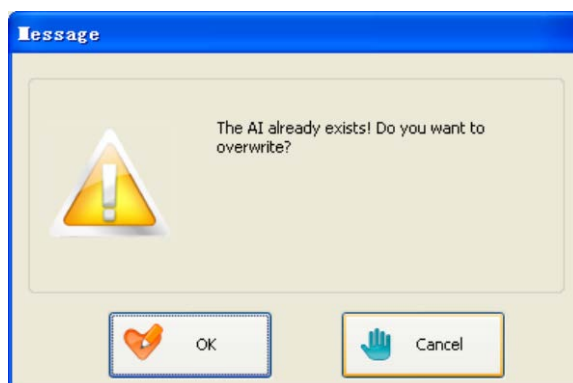 Message
The AI already exists! Do you want to
overwrite?
OK
Cancel